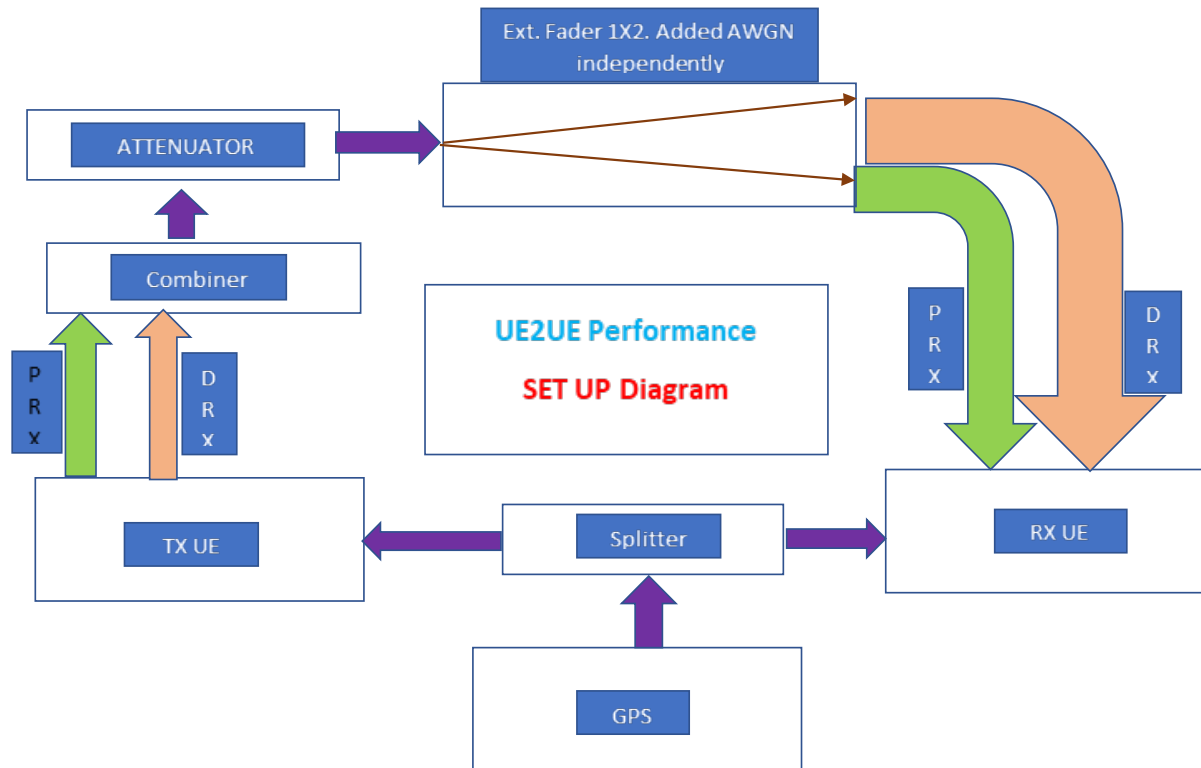 Ext. Fader 1X2. Added AWGN
independently
ATTENUATOR
Combiner
UE2UE Performance
SET UP Diagram
P
R
X
D
R
X
P
R
X
D
R
X
TX UE
Splitter
RX UE
GPS